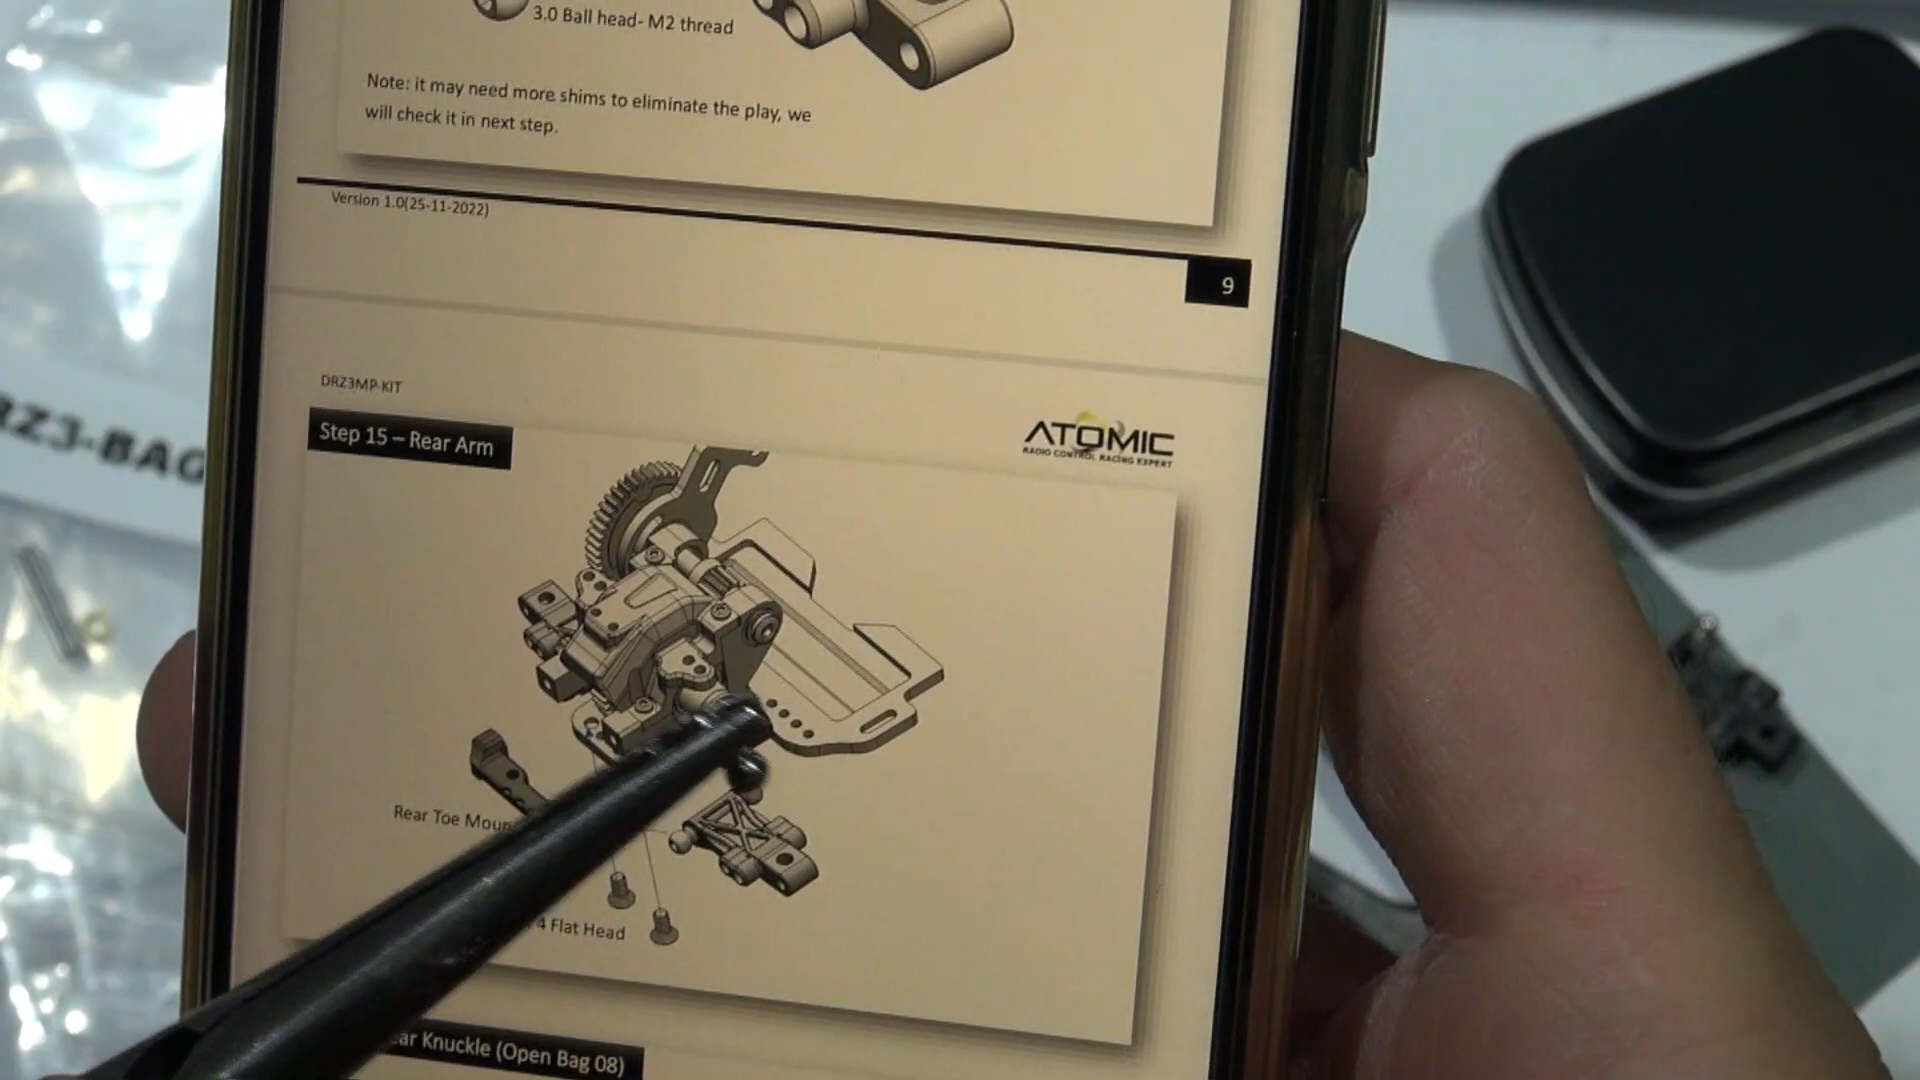 3.0 Ball head- M2 thread
Note: it may need more shims to eliminate the play, we
will check it in next step.
Version 1.0(25-11-2022)
9
DRZ3MP-KIT
ATOMIC
RADIO CONTROL RACING EXPERT
Step 15 – Rear Arm
RZ3-BAG
Rear Toe Moun
4 Flat Head
ar Knuckle (Open Bag 08)